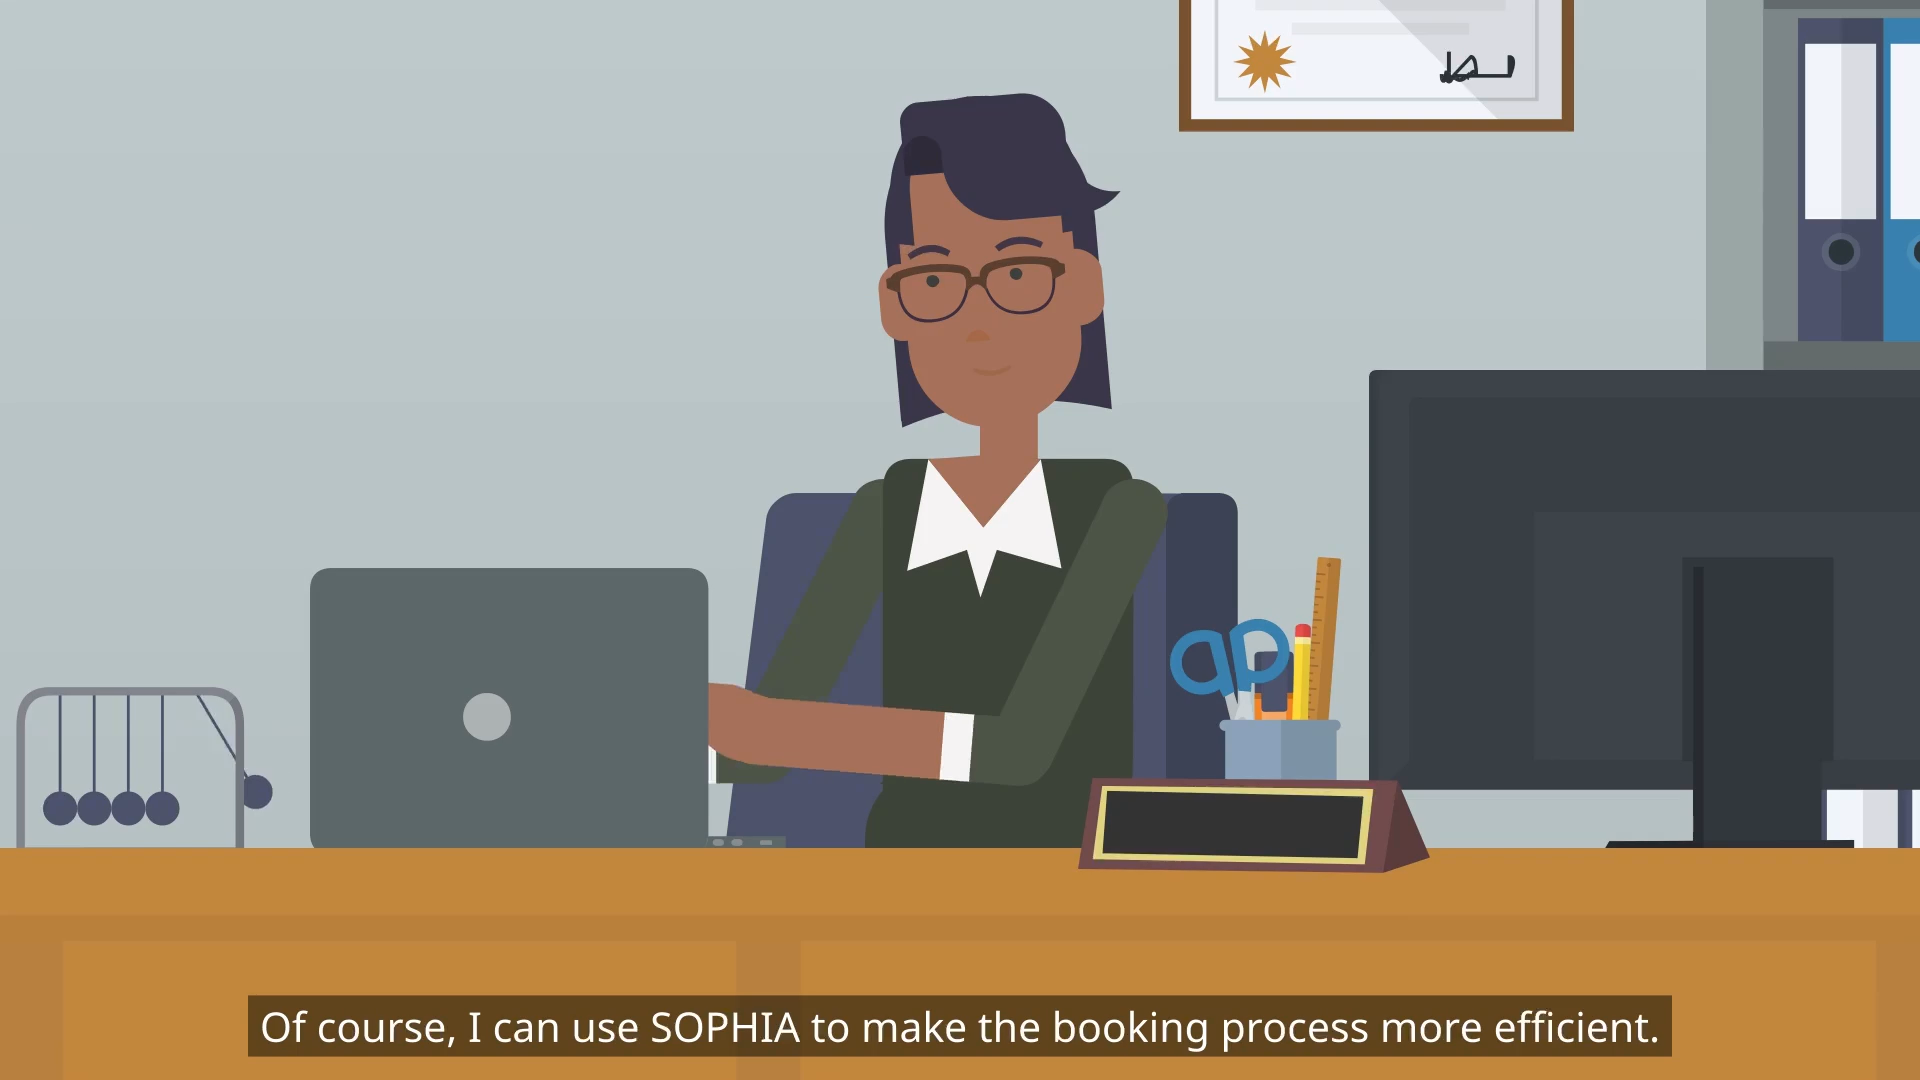 Of course, I can use SOPHIA to make the booking process more efficient.